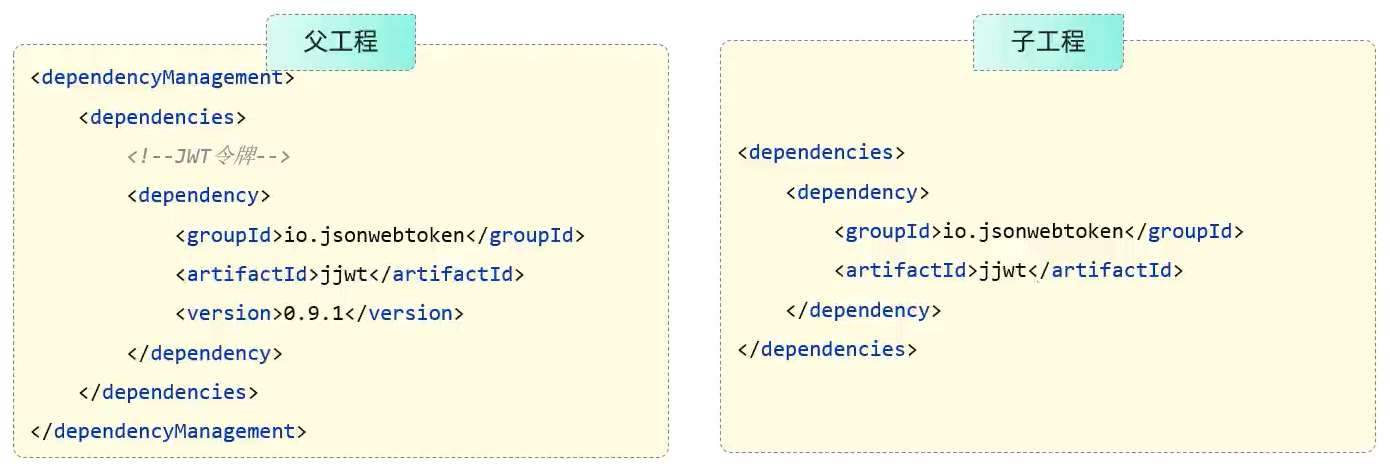 父工程
<dependencyManagement>
    <dependencies>
        <!--JWT令牌-->
        <dependency>
            <groupId>io.jsonwebtoken</groupId>
            <artifactId>jjwt</artifactId>
            <version>0.9.1</version>
        </dependency>
    </dependencies>
</dependencyManagement>
子工程
<dependencies>
    <dependency>
        <groupId>io.jsonwebtoken</groupId>
        <artifactId>jjwt</artifactId>
    </dependency>
</dependencies>